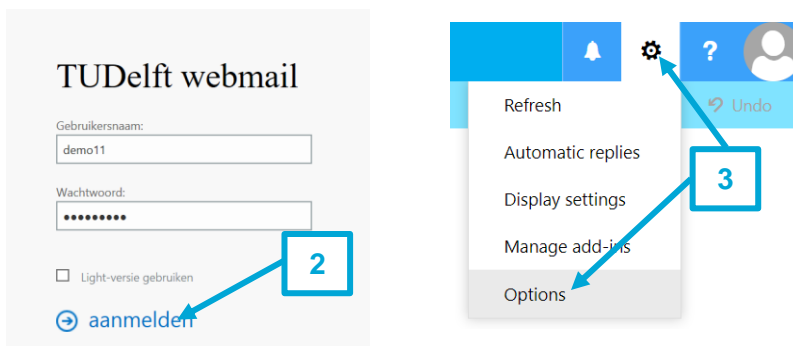 TUDelft webmail
Gebruikersnaam:
demo11
Wachtwoord:
•••••••••
Light-versie gebruiken
aanmelden
2
?
Refresh
Undo
Automatic replies
Display settings
Manage add-ins
Options
3